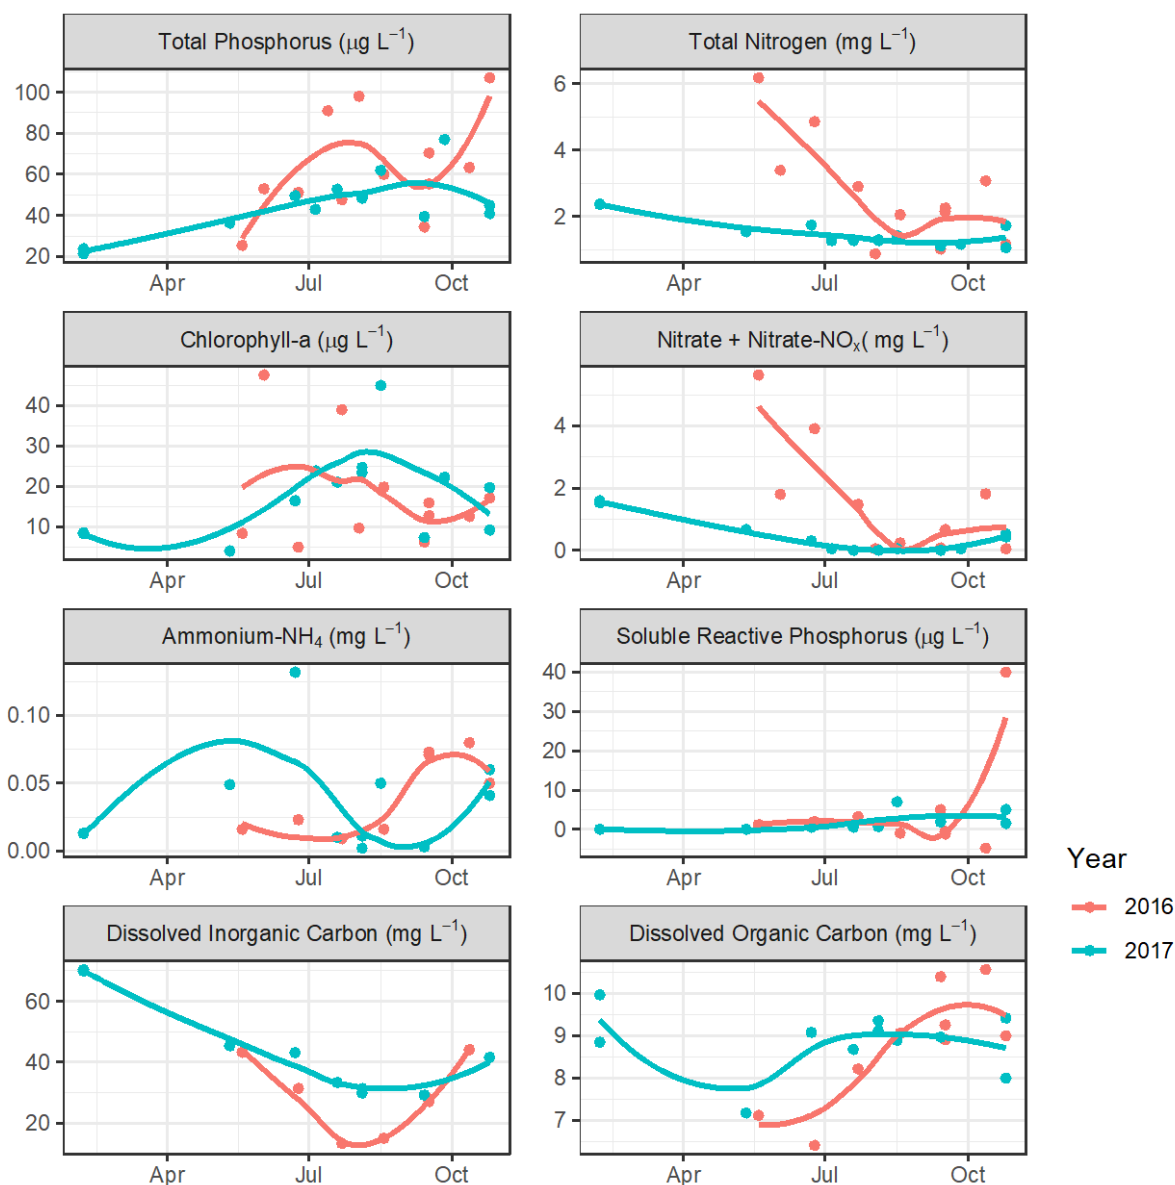 Total Phosphorus (μg L⁻¹)
100
80
60
40
20
Apr Jul Oct
Total Nitrogen (mg L⁻¹)
6
4
2
Apr Jul Oct
Chlorophyll-a (μg L⁻¹)
40
30
20
10
Apr Jul Oct
Nitrate + Nitrate-NOₓ( mg L⁻¹)
4
2
0
Apr Jul Oct
Ammonium-NH₄ (mg L⁻¹)
0.10
0.05
0.00
Apr Jul Oct
Soluble Reactive Phosphorus (μg L⁻¹)
40
30
20
10
0
Apr Jul Oct
Dissolved Inorganic Carbon (mg L⁻¹)
60
40
20
Apr Jul Oct
Dissolved Organic Carbon (mg L⁻¹)
10
9
8
7
Apr Jul Oct
Year
2016
2017